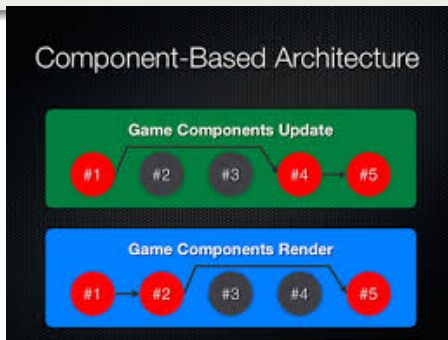 Component-Based Architecture
Game Components Update
#1 #2 #3 #4 #5
Game Components Render
#1 #2 #3 #4 #5